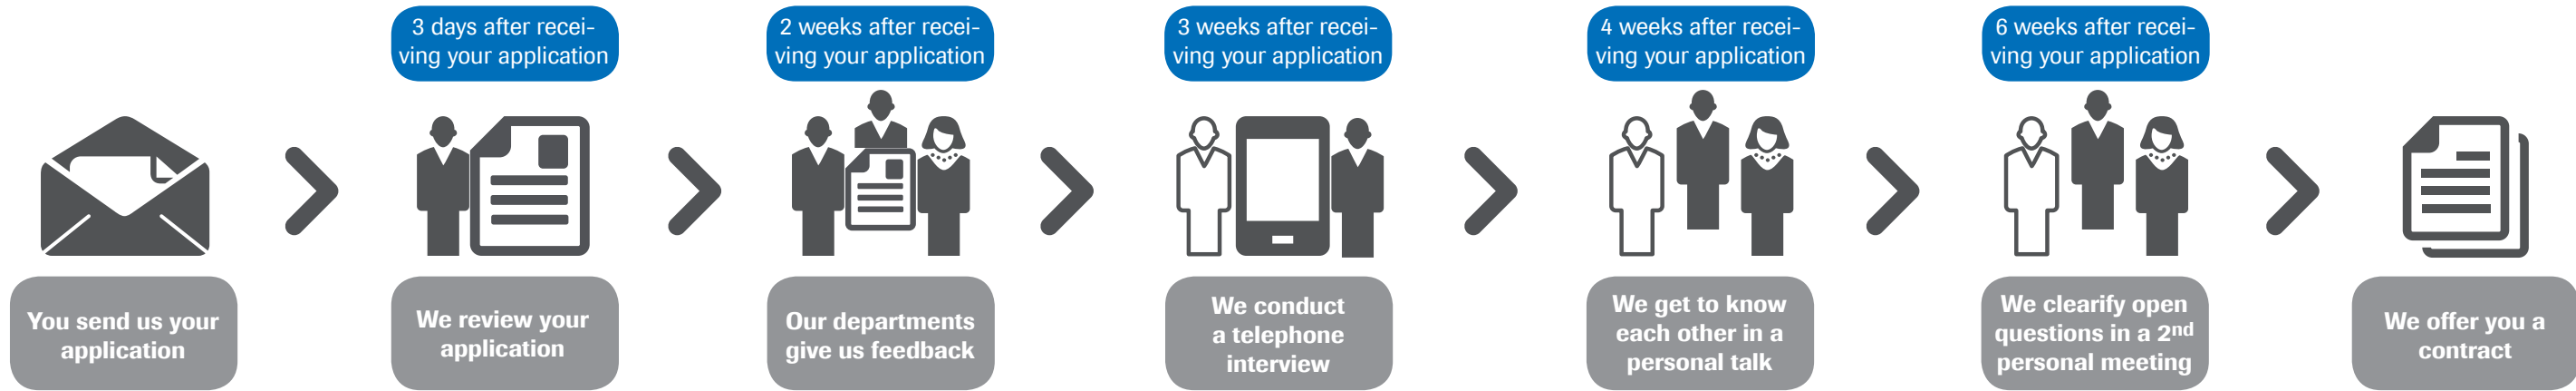 3 days after recei-
ving your application
2 weeks after recei-
ving your application
3 weeks after recei-
ving your application
4 weeks after recei-
ving your application
6 weeks after recei-
ving your application
You send us your
application
We review your
application
Our departments
give us feedback
We conduct
a telephone
interview
We get to know
each other in a
personal talk
We clearify open
questions in a 2nd
personal meeting
We offer you a
contract